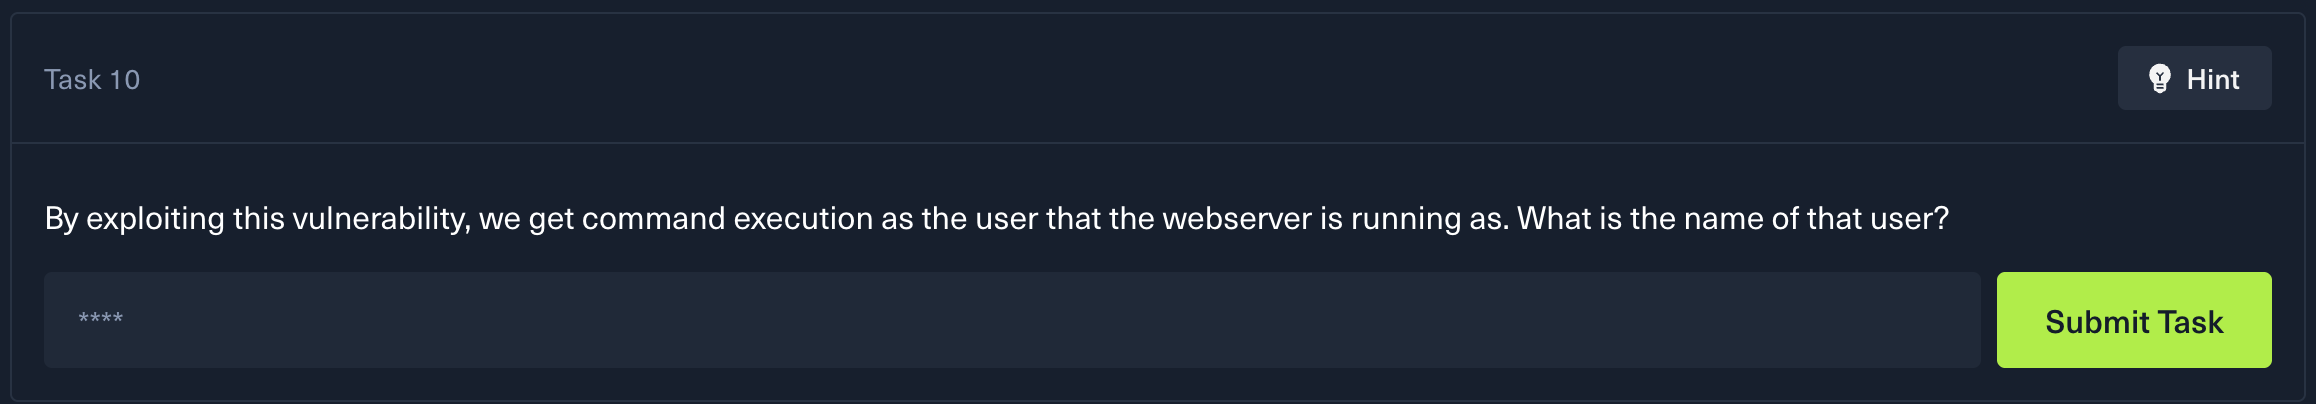 Task 10
Hint
By exploiting this vulnerability, we get command execution as the user that the webserver is running as. What is the name of that user?
****
Submit Task